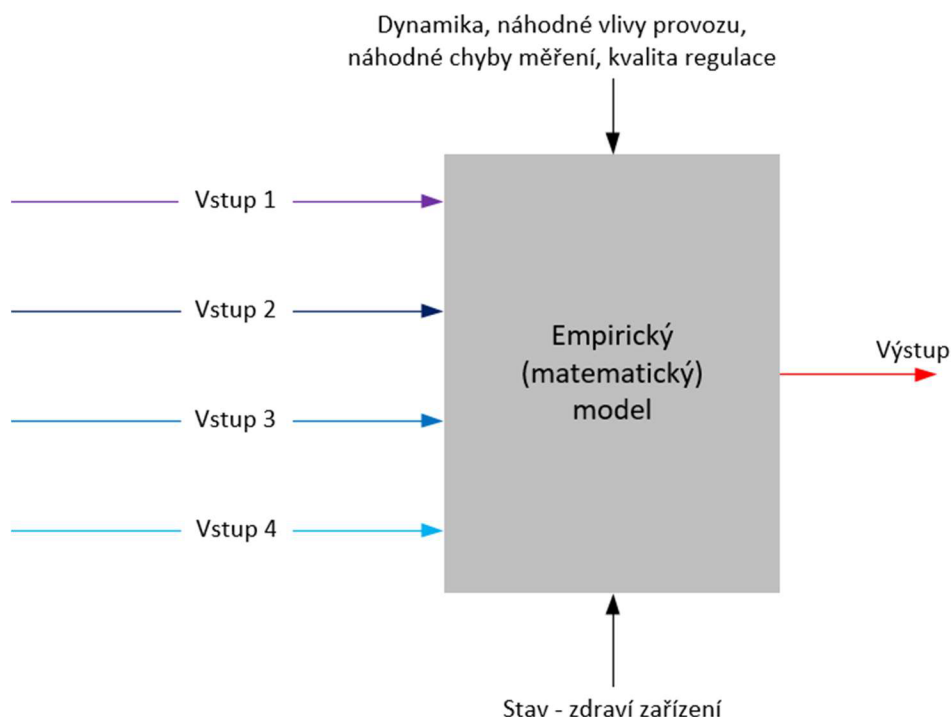 Dynamika, náhodné vlivy provozu,
náhodné chyby měření, kvalita regulace
Vstup 1
Vstup 2
Vstup 3
Vstup 4
Empirický
(matematický)
model
Výstup
Stav - zdraví zařízení